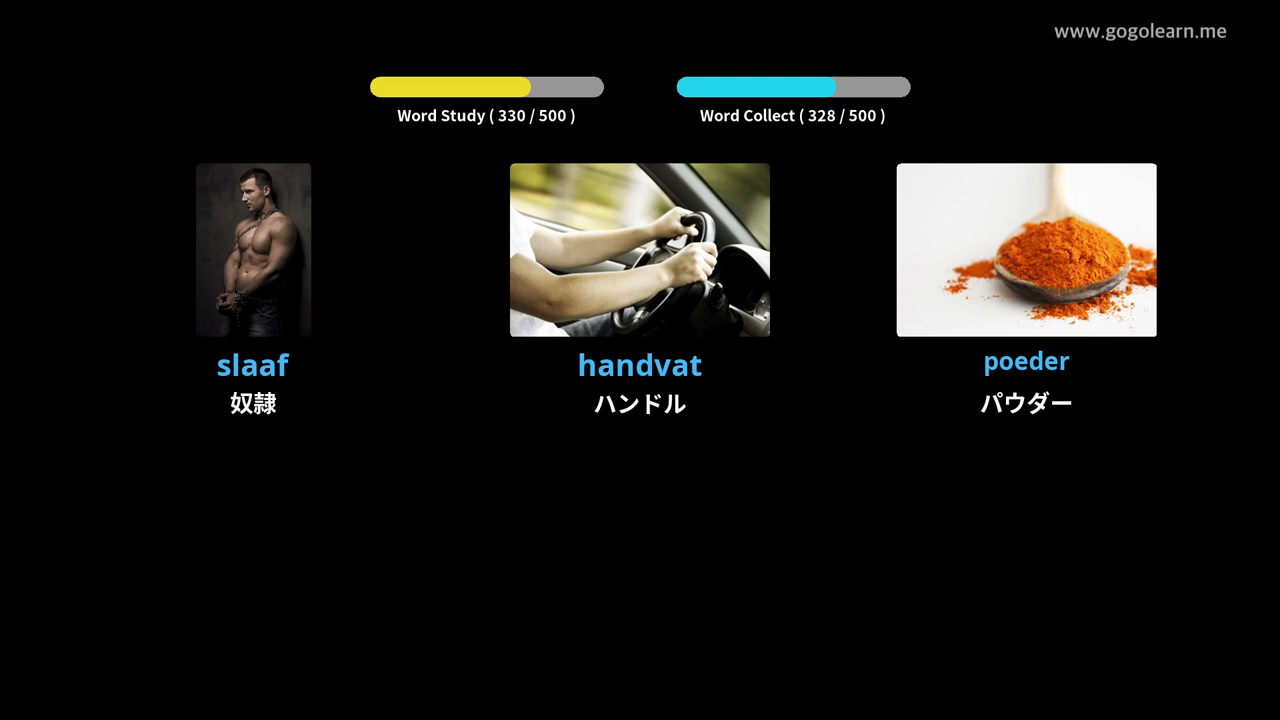 www.gogolearn.me
Word Study ( 330 / 500 )
Word Collect ( 328 / 500 )
slaaf
奴隷
handvat
ハンドル
poeder
パウダー